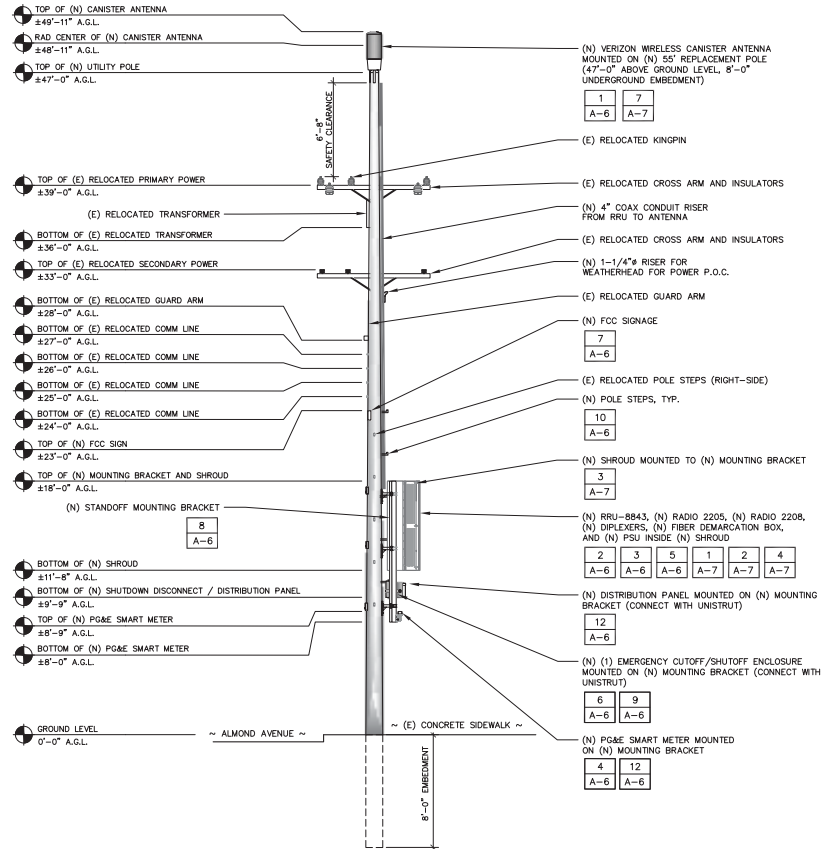 TOP OF (N) CANISTER ANTENNA
±49'-11" A.G.L.
RAD CENTER OF (N) CANISTER ANTENNA
±48'-11" A.G.L.
TOP OF (N) UTILITY POLE
±47'-0" A.G.L.
6'-8"
SAFETY CLEARANCE
TOP OF (E) RELOCATED PRIMARY POWER
±39'-0" A.G.L.
(E) RELOCATED TRANSFORMER
BOTTOM OF (E) RELOCATED TRANSFORMER
±36'-0" A.G.L.
TOP OF (E) RELOCATED SECONDARY POWER
±33'-0" A.G.L.
BOTTOM OF (E) RELOCATED GUARD ARM
±28'-0" A.G.L.
BOTTOM OF (E) RELOCATED COMM LINE
±27'-0" A.G.L.
BOTTOM OF (E) RELOCATED COMM LINE
±26'-0" A.G.L.
BOTTOM OF (E) RELOCATED COMM LINE
±25'-0" A.G.L.
BOTTOM OF (E) RELOCATED COMM LINE
±24'-0" A.G.L.
TOP OF (N) FCC SIGN
±23'-0" A.G.L.
TOP OF (N) MOUNTING BRACKET AND SHROUD
±18'-0" A.G.L.
(N) STANDOFF MOUNTING BRACKET
8
A-6
BOTTOM OF (N) SHROUD
±11'-8" A.G.L.
BOTTOM OF (N) SHUTDOWN DISCONNECT / DISTRIBUTION PANEL
±9'-9" A.G.L.
TOP OF (N) PG&E SMART METER
±8'-9" A.G.L.
BOTTOM OF (N) PG&E SMART METER
±8'-0" A.G.L.
GROUND LEVEL
0'-0" A.G.L.
~ ALMOND AVENUE ~
~ (E) CONCRETE SIDEWALK ~
8'-0" EMBEDMENT
(N) VERIZON WIRELESS CANISTER ANTENNA
MOUNTED ON (N) 55' REPLACEMENT POLE
(47'-0" ABOVE GROUND LEVEL, 8'-0"
UNDERGROUND EMBEDMENT)
1 7
A-6 A-7
(E) RELOCATED KINGPIN
(E) RELOCATED CROSS ARM AND INSULATORS
(N) 4" COAX CONDUIT RISER
FROM RRU TO ANTENNA
(E) RELOCATED CROSS ARM AND INSULATORS
(N) 1-1/4"ø RISER FOR
WEATHERHEAD FOR POWER P.O.C.
(E) RELOCATED GUARD ARM
(N) FCC SIGNAGE
7
A-6
(E) RELOCATED POLE STEPS (RIGHT-SIDE)
(N) POLE STEPS, TYP.
10
A-6
(N) SHROUD MOUNTED TO (N) MOUNTING BRACKET
3
A-7
(N) RRU-8843, (N) RADIO 2205, (N) RADIO 2208,
(N) DIPLEXERS, (N) FIBER DEMARCATION BOX,
AND (N) PSU INSIDE (N) SHROUD
2 3 5 1 2 4
A-6 A-6 A-6 A-7 A-7 A-7
(N) DISTRIBUTION PANEL MOUNTED ON (N) MOUNTING
BRACKET (CONNECT WITH UNISTRUT)
12
A-6
(N) (1) EMERGENCY CUTOFF/SHUTOFF ENCLOSURE
MOUNTED ON (N) MOUNTING BRACKET (CONNECT WITH
UNISTRUT)
6 9
A-6 A-6
(N) PG&E SMART METER MOUNTED
ON (N) MOUNTING BRACKET
4 12
A-6 A-6